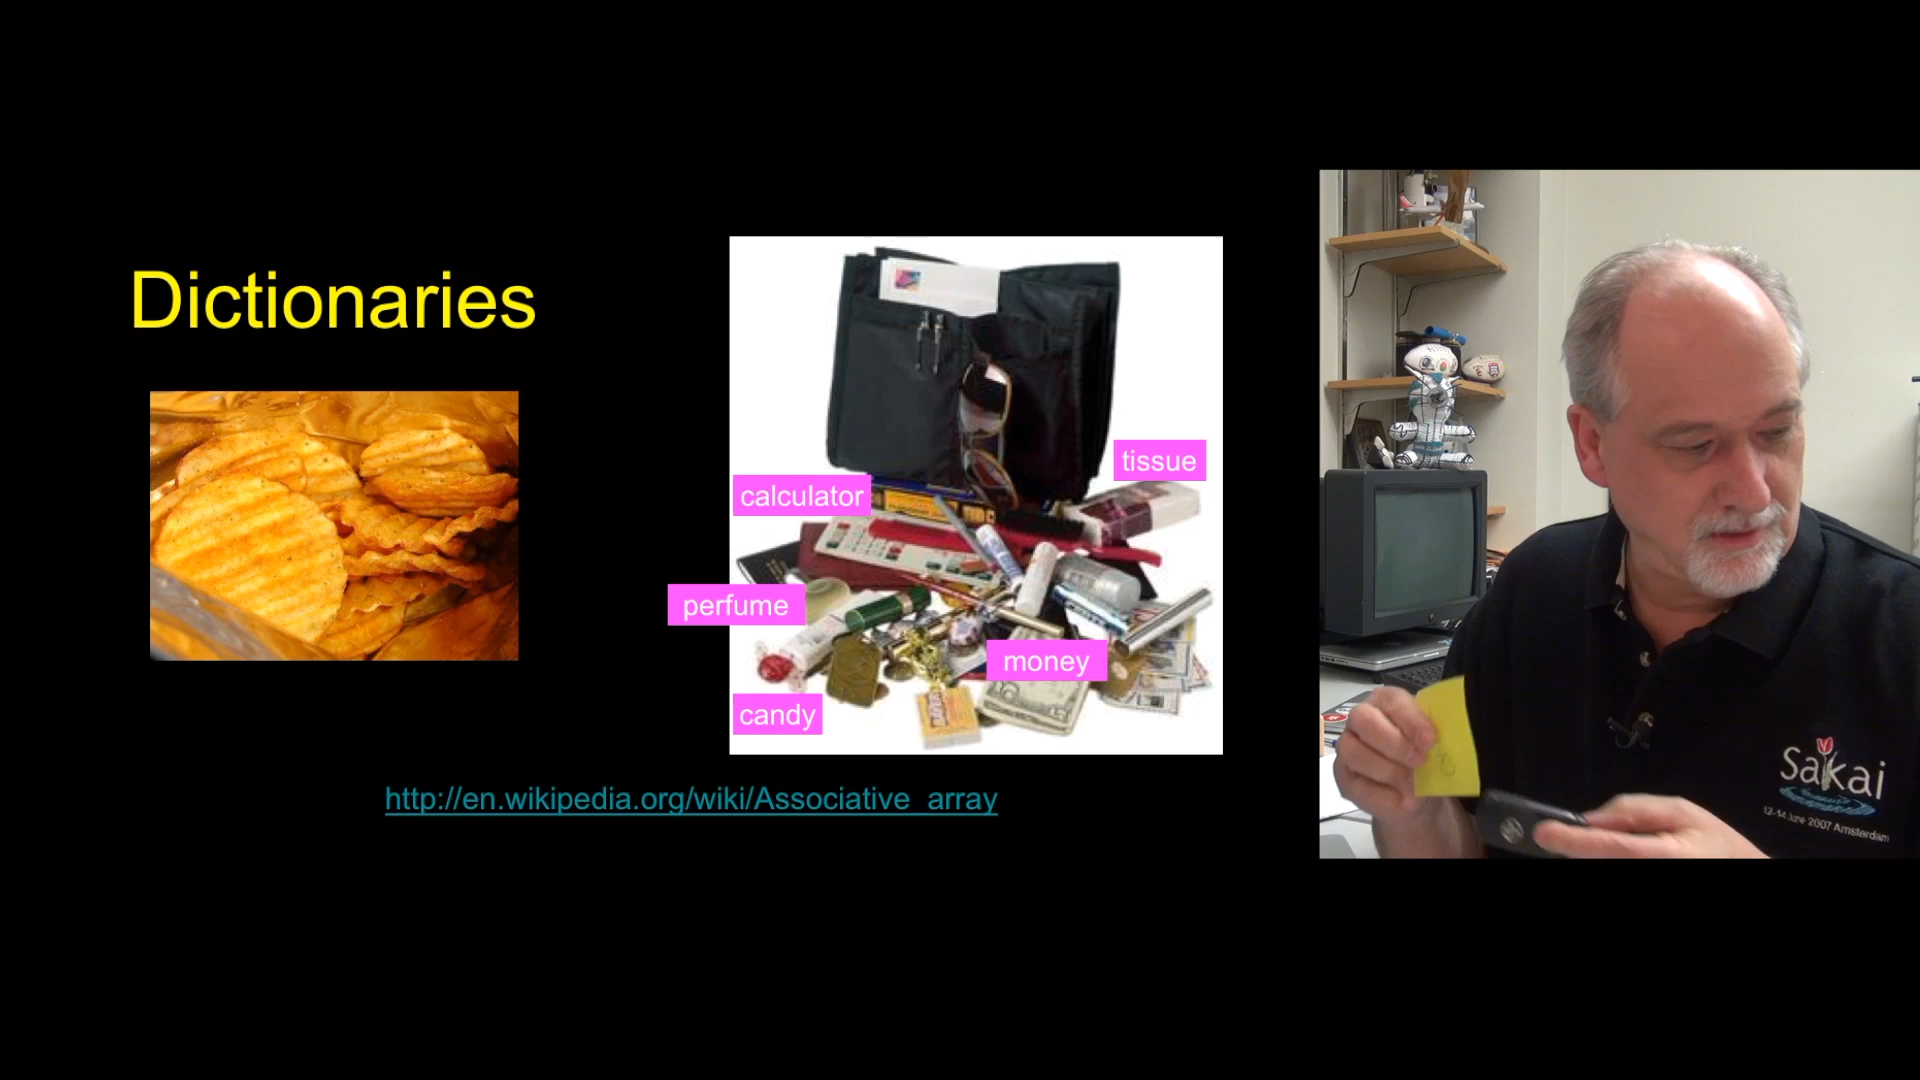 Dictionaries
tissue
calculator
perfume
money
candy
http://en.wikipedia.org/wiki/Associative_array
Sakai
12-14 June 2007 Amsterdam